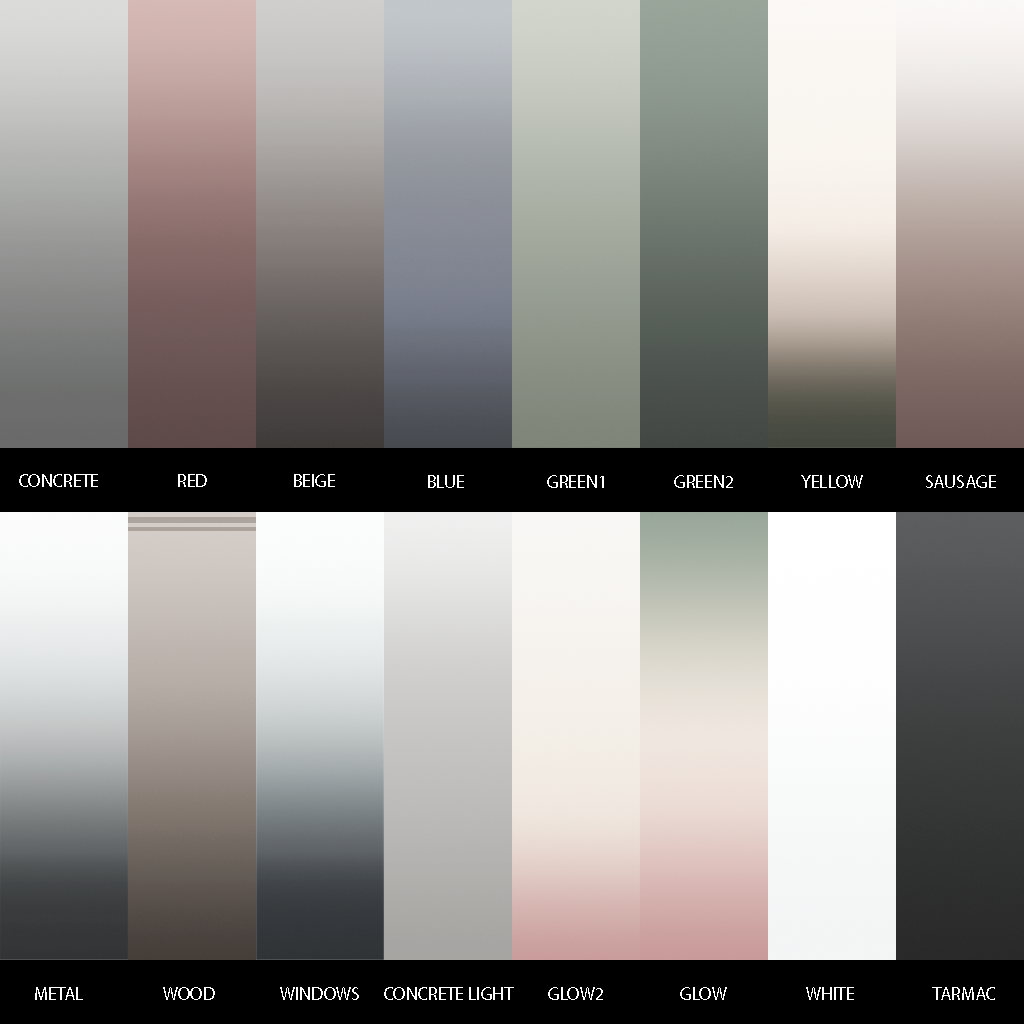 CONCRETE RED BEIGE BLUE GREEN1 GREEN2 YELLOW SAUSAGE
METAL WOOD WINDOWS CONCRETE LIGHT GLOW2 GLOW WHITE TARMAC